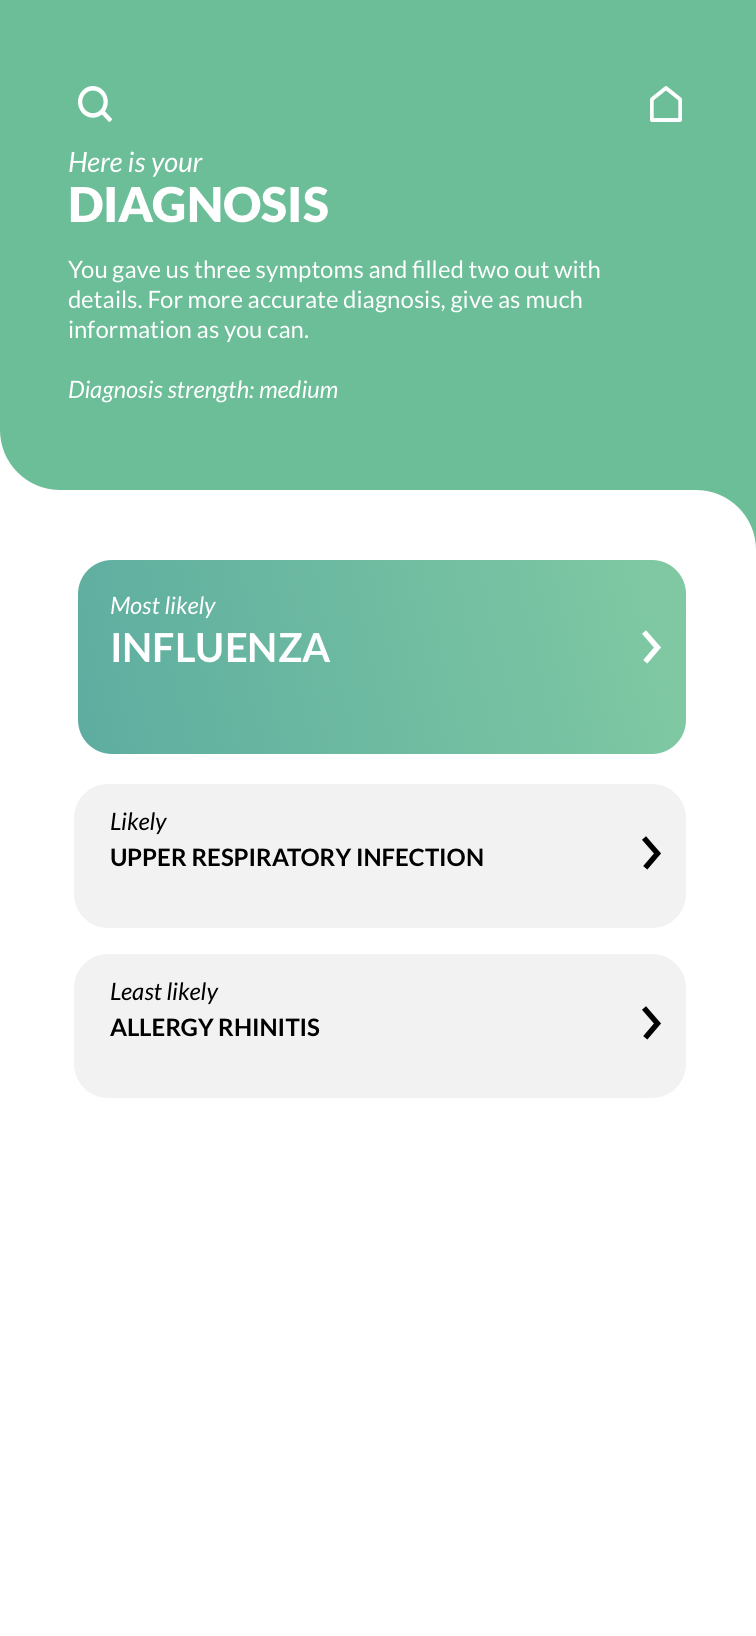 Here is your
DIAGNOSIS
You gave us three symptoms and filled two out with
details. For more accurate diagnosis, give as much
information as you can.
Diagnosis strength: medium
Most likely
INFLUENZA
Likely
UPPER RESPIRATORY INFECTION
Least likely
ALLERGY RHINITIS